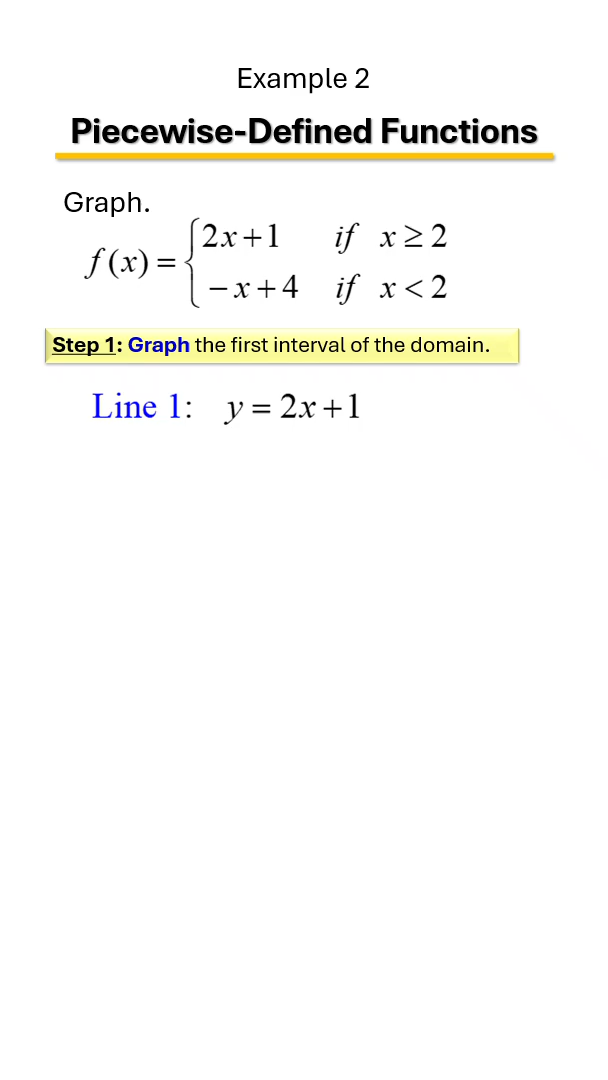 Example 2
Piecewise-Defined Functions
Graph.
f(x) = { 2x+1 if x ≥ 2
−x+4 if x < 2
Step 1: Graph the first interval of the domain.
Line 1: y = 2x+1